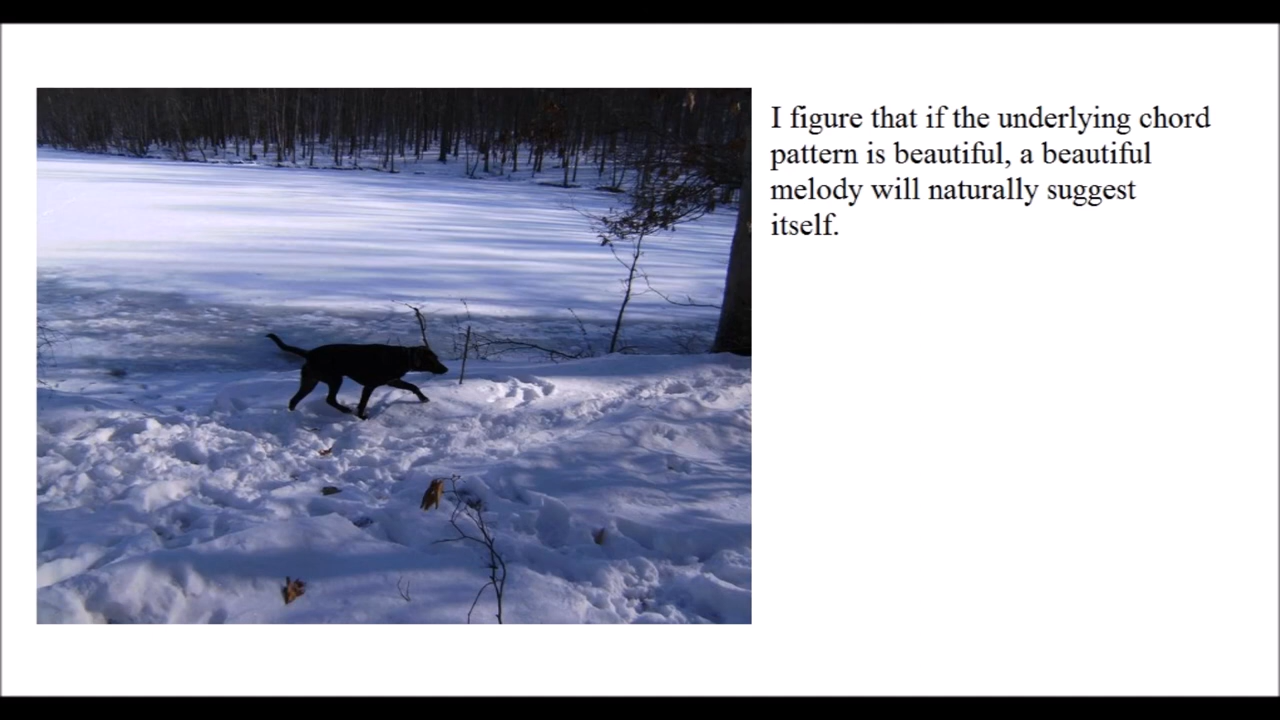 I figure that if the underlying chord
pattern is beautiful, a beautiful
melody will naturally suggest
itself.